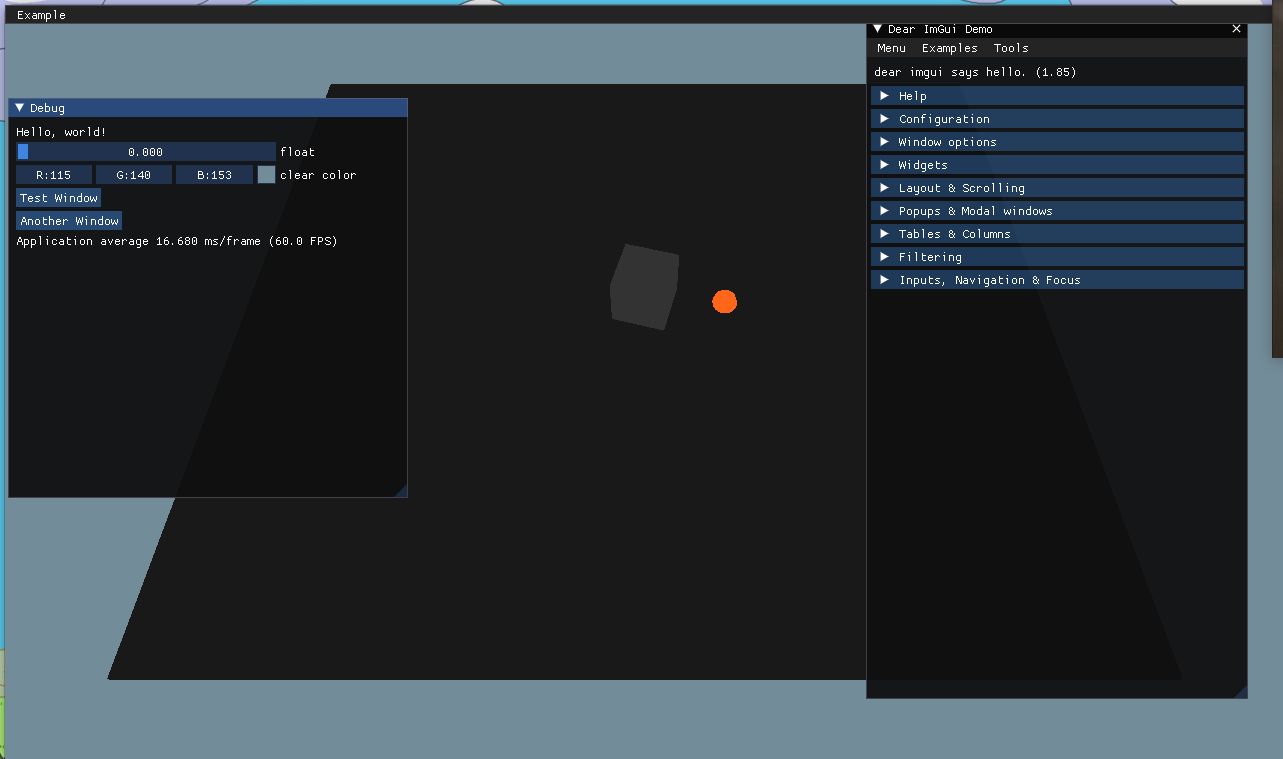 Example
Debug
Hello, world!
0.000 float
R:115 G:140 B:153 clear color
Test Window
Another Window
Application average 16.680 ms/frame (60.0 FPS)
Dear ImGui Demo
Menu Examples Tools
dear imgui says hello. (1.85)
Help
Configuration
Window options
Widgets
Layout & Scrolling
Popups & Modal windows
Tables & Columns
Filtering
Inputs, Navigation & Focus